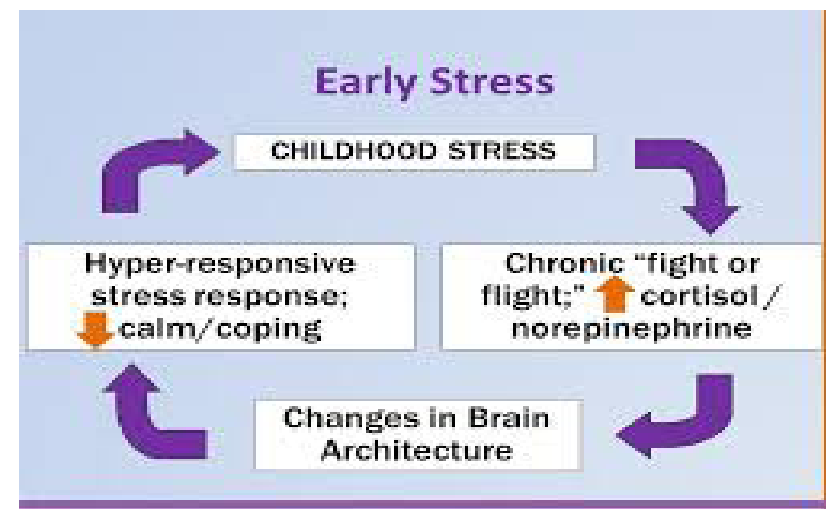 Early Stress
CHILDHOOD STRESS
Chronic “fight or
flight;” cortisol/
norepinephrine
Changes in Brain
Architecture
Hyper-responsive
stress response;
calm/coping